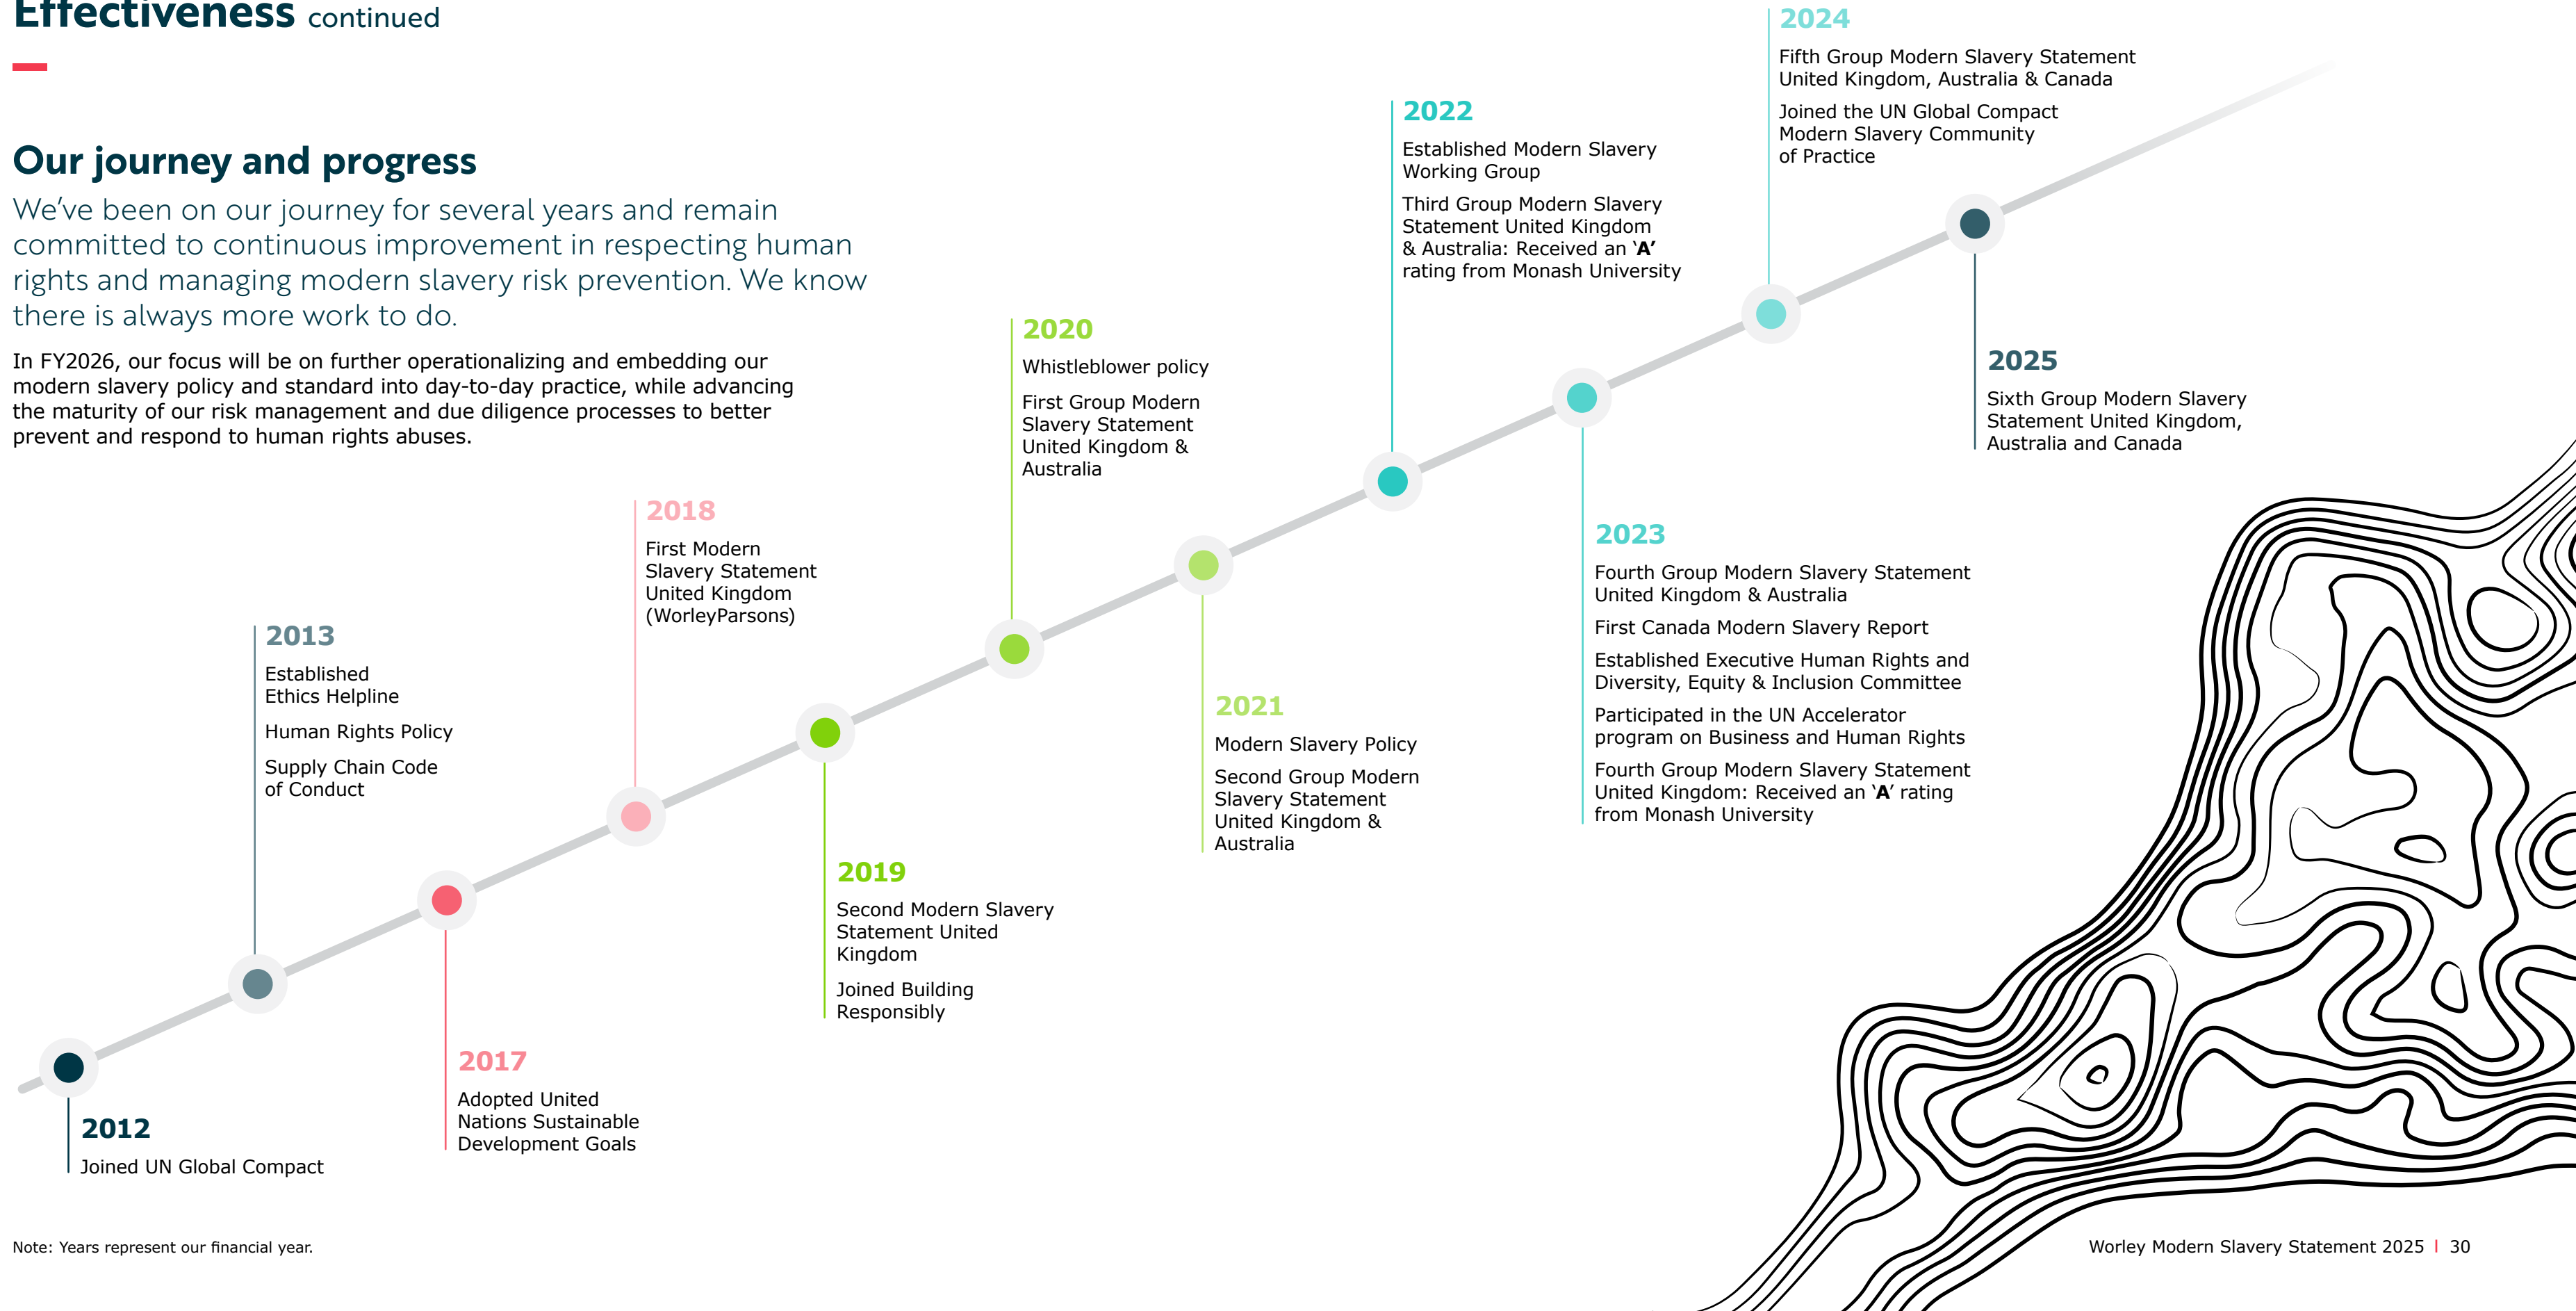 Effectiveness continued
Our journey and progress
We've been on our journey for several years and remain
committed to continuous improvement in respecting human
rights and managing modern slavery risk prevention. We know
there is always more work to do.
In FY2026, our focus will be on further operationalizing and embedding our
modern slavery policy and standard into day-to-day practice, while advancing
the maturity of our risk management and due diligence processes to better
prevent and respond to human rights abuses.
2012
Joined UN Global Compact
2013
Established
Ethics Helpline
Human Rights Policy
Supply Chain Code
of Conduct
2017
Adopted United
Nations Sustainable
Development Goals
2018
First Modern
Slavery Statement
United Kingdom
(WorleyParsons)
2019
Second Modern Slavery
Statement United
Kingdom
Joined Building
Responsibly
2020
Whistleblower policy
First Group Modern
Slavery Statement
United Kingdom &
Australia
2021
Modern Slavery Policy
Second Group Modern
Slavery Statement
United Kingdom &
Australia
2022
Established Modern Slavery
Working Group
Third Group Modern Slavery
Statement United Kingdom
& Australia: Received an ‘A’
rating from Monash University
2023
Fourth Group Modern Slavery Statement
United Kingdom & Australia
First Canada Modern Slavery Report
Established Executive Human Rights and
Diversity, Equity & Inclusion Committee
Participated in the UN Accelerator
program on Business and Human Rights
Fourth Group Modern Slavery Statement
United Kingdom: Received an ‘A’ rating
from Monash University
2024
Fifth Group Modern Slavery Statement
United Kingdom, Australia & Canada
Joined the UN Global Compact
Modern Slavery Community
of Practice
2025
Sixth Group Modern Slavery
Statement United Kingdom,
Australia and Canada
Note: Years represent our financial year.
Worley Modern Slavery Statement 2025 | 30